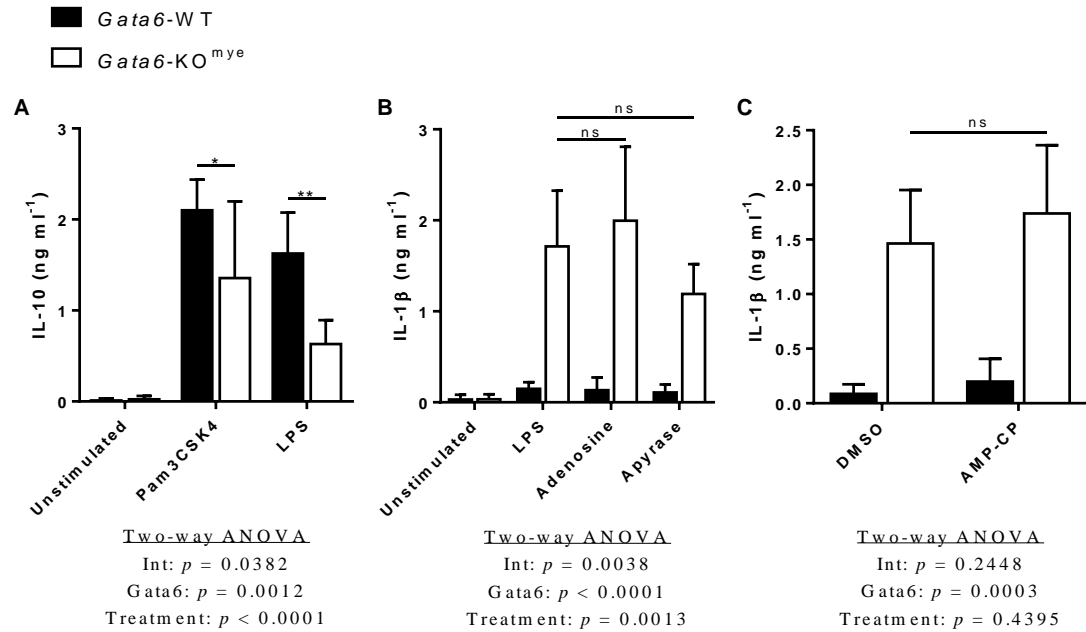 Gata6-WT
Gata6-KO^mye
A
IL-10 (ng ml⁻¹)
3
2
1
0
*
**
Unstimulated
Pam3CSK4
LPS
Two-way ANOVA
Int: p = 0.0382
Gata6: p = 0.0012
Treatment: p < 0.0001
B
IL-1β (ng ml⁻¹)
3
2
1
0
ns
ns
Unstimulated
LPS
Adenosine
Apyrase
Two-way ANOVA
Int: p = 0.0038
Gata6: p < 0.0001
Treatment: p = 0.0013
C
IL-1β (ng ml⁻¹)
2.5
2.0
1.5
1.0
0.5
0.0
ns
DMSO
AMP-CP
Two-way ANOVA
Int: p = 0.2448
Gata6: p = 0.0003
Treatment: p = 0.4395